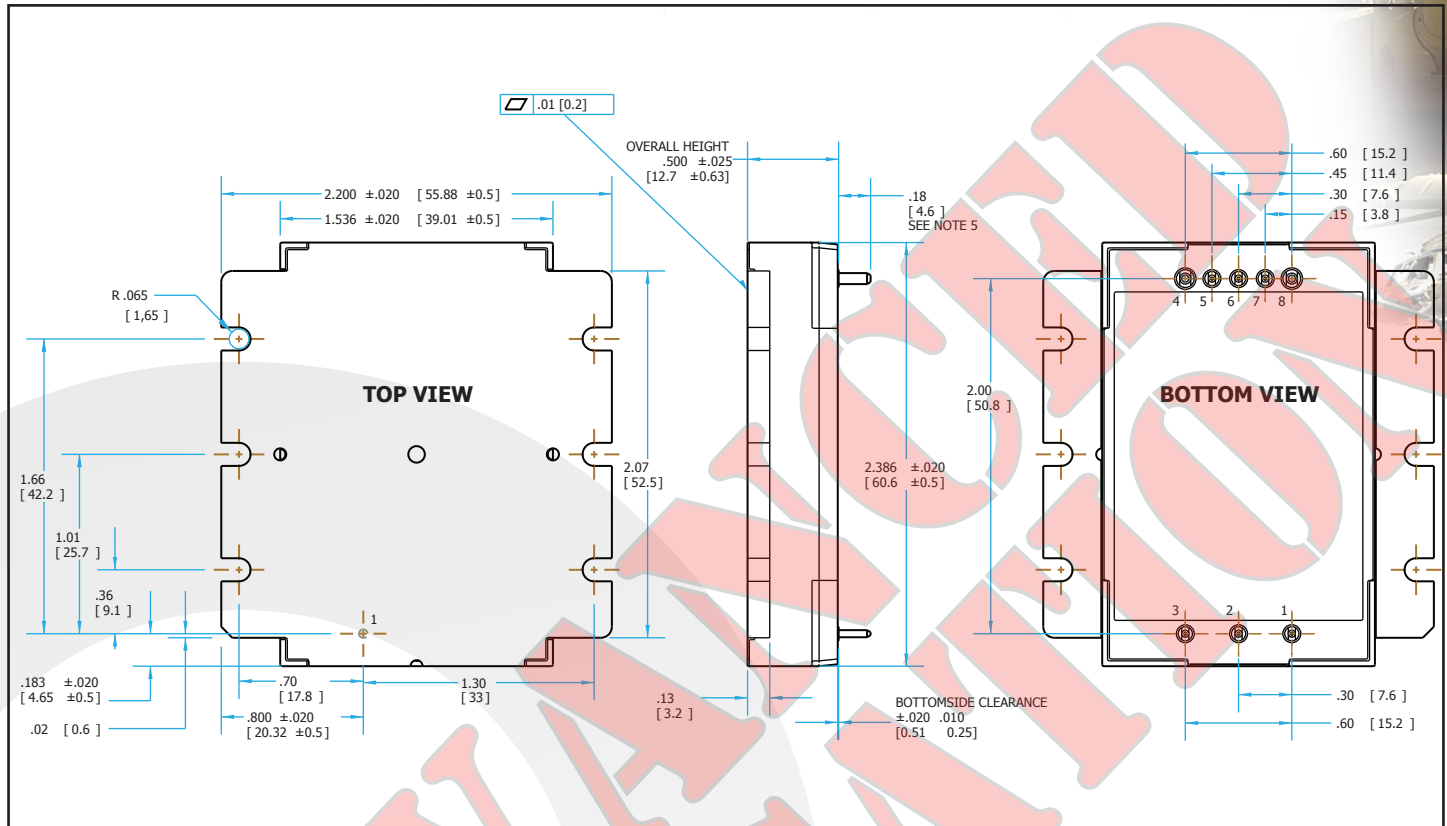 .01 [0.2]
OVERALL HEIGHT
.500 ±.025
[12.7 ±0.63]
2.200 ±.020 [55.88 ±0.5]
1.536 ±.020 [39.01 ±0.5]
.18
[4.6 ]
SEE NOTE 5
.60 [15.2 ]
.45 [11.4 ]
.30 [7.6 ]
.15 [3.8 ]
R .065
[1,65 ]
4 5 6 7 8
TOP VIEW
2.00
[50.8 ]
BOTTOM VIEW
1.66
[42.2 ]
2.07
[52.5]
2.386 ±.020
[60.6 ±0.5]
1.01
[25.7 ]
.36
[9.1 ]
1
3 2 1
.183 ±.020
[4.65 ±0.5]
.70
[17.8 ]
1.30
[33]
.13
[3.2 ]
.800 ±.020
[20.32 ±0.5]
.02 [0.6 ]
BOTTOMSIDE CLEARANCE
±.020 .010
[0.51 0.25]
.30 [7.6 ]
.60 [15.2 ]